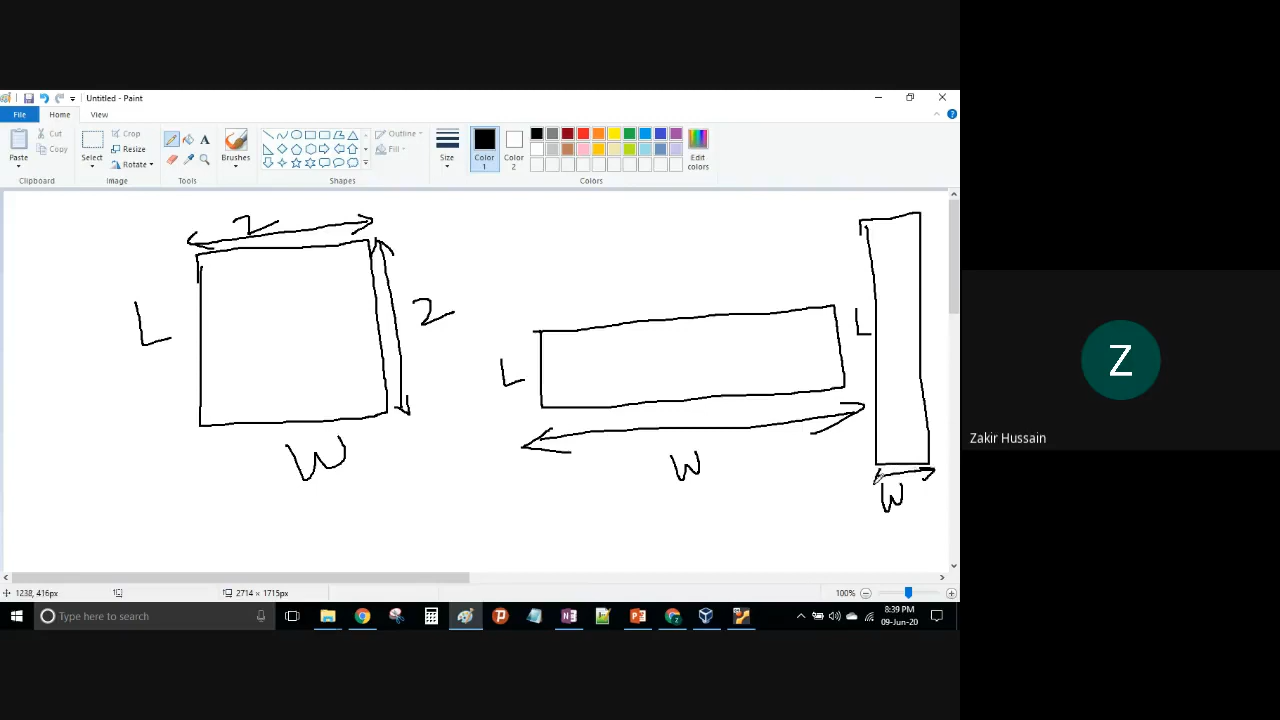 Untitled - Paint
File Home View
Paste
Cut
Copy
Clipboard
Select
Crop
Resize
Rotate
Image
A
Tools
Brushes
Outline
Fill
Shapes
Size
Color 1
Color 2
Edit colors
Colors
2
L
2
W
L
W
L
W
Z
Zakir Hussain
1238, 416px
2714 × 1715px
100%
Type here to search
8:39 PM
09-Jun-20